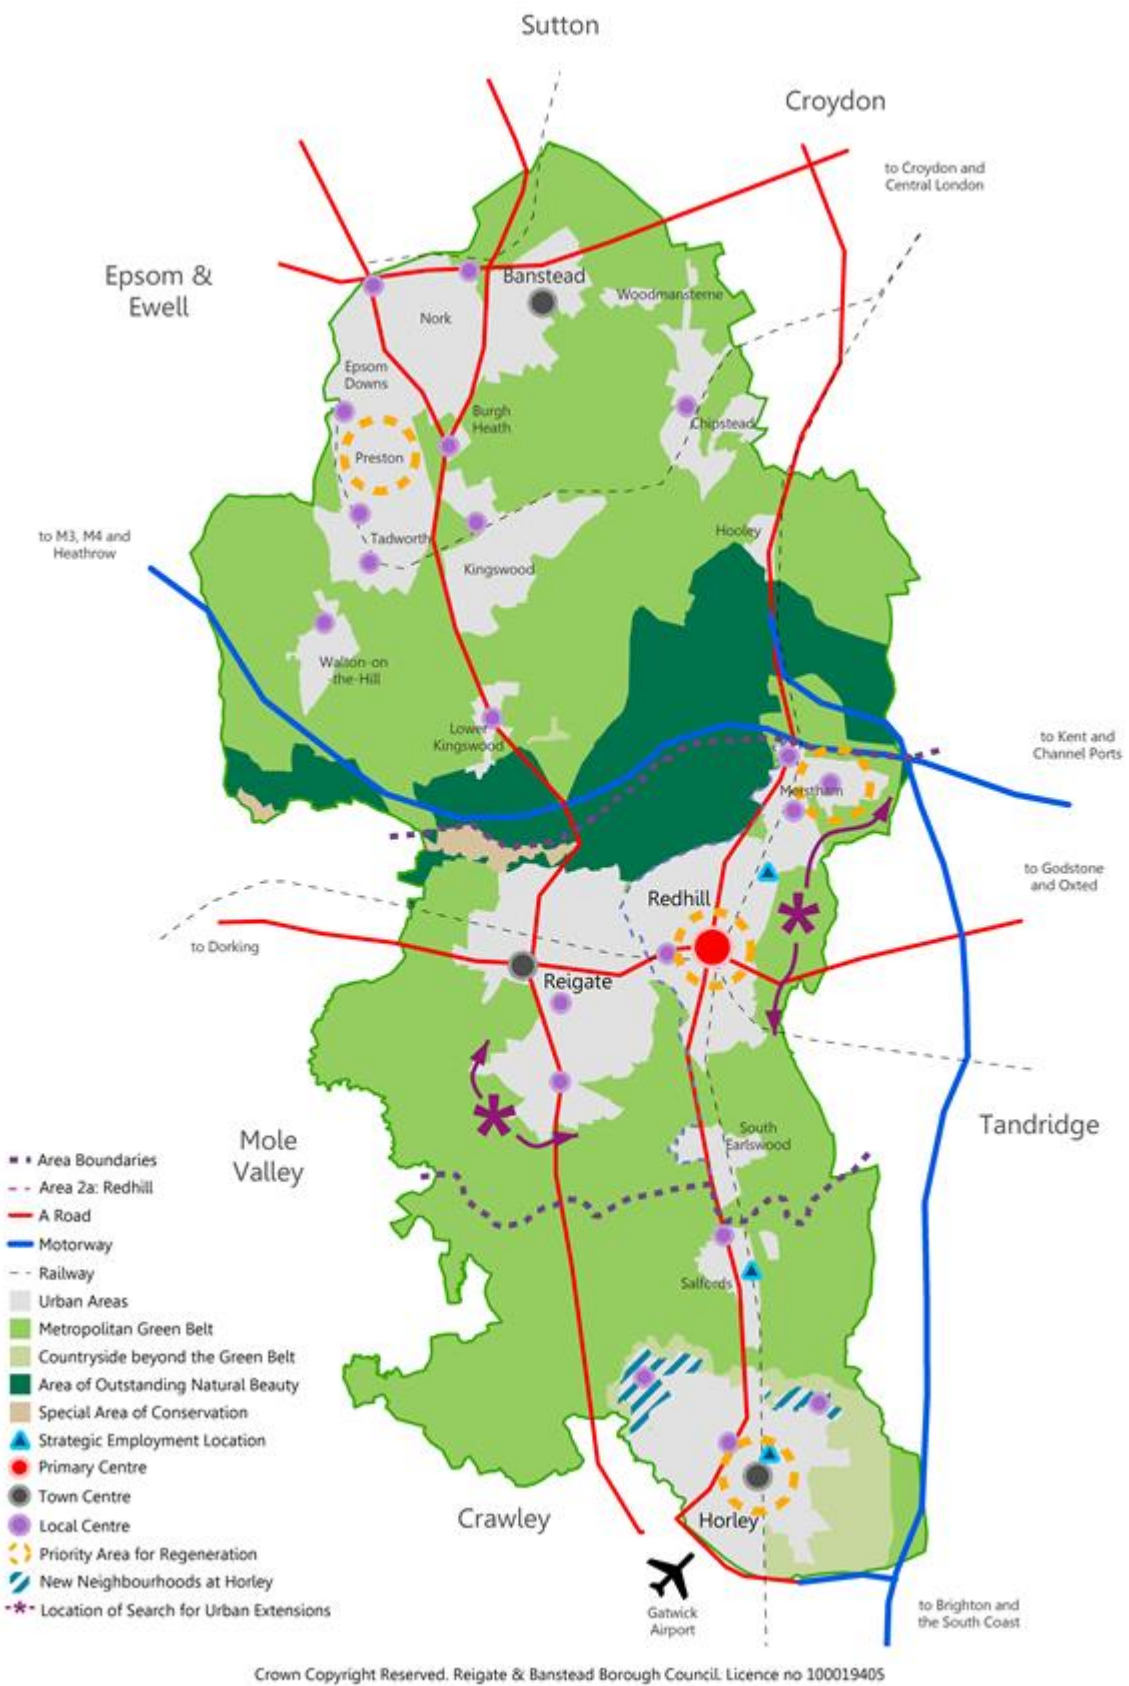 Sutton
Croydon
to Croydon and
Central London
Epsom &
Ewell
Banstead
Woodmansterne
Nork
Epsom
Downs
Burgh
Heath
Chipstead
Preston
to M3, M4 and
Heathrow
Hooley
Tadworth
Kingswood
Walton-on
-the-Hill
Lower
Kingswood
to Kent and
Channel Ports
Merstham
to Godstone
and Oxted
Redhill
to Dorking
Reigate
Mole
Valley
Tandridge
South
Earlswood
Salfords
Crawley
Horley
Gatwick
Airport
to Brighton and
the South Coast
Area Boundaries
Area 2a: Redhill
A Road
Motorway
Railway
Urban Areas
Metropolitan Green Belt
Countryside beyond the Green Belt
Area of Outstanding Natural Beauty
Special Area of Conservation
Strategic Employment Location
Primary Centre
Town Centre
Local Centre
Priority Area for Regeneration
New Neighbourhoods at Horley
Location of Search for Urban Extensions
Crown Copyright Reserved. Reigate & Banstead Borough Council. Licence no 100019405